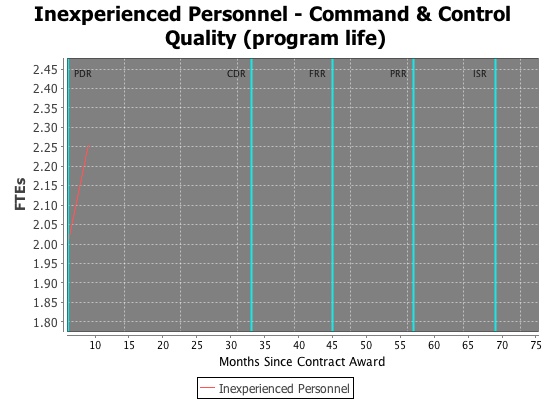 Inexperienced Personnel - Command & Control
Quality (program life)
FTEs
2.45
2.40
2.35
2.30
2.25
2.20
2.15
2.10
2.05
2.00
1.95
1.90
1.85
1.80
PDR CDR FRR PRR ISR
10 15 20 25 30 35 40 45 50 55 60 65 70 75
Months Since Contract Award
Inexperienced Personnel